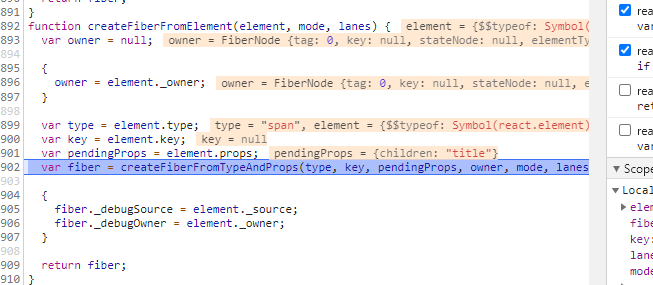 891 }
892 function createFiberFromElement(element, mode, lanes) { element = {$$typeof: Symbol(
893 var owner = null; owner = FiberNode {tag: 0, key: null, stateNode: null, elementTy
894
895 {
896 owner = element._owner; owner = FiberNode {tag: 0, key: null, stateNode: null, e
897 }
898
899 var type = element.type; type = "span", element = {$$typeof: Symbol(react.element)
900 var key = element.key; key = null
901 var pendingProps = element.props; pendingProps = {children: "title"}
902 var fiber = createFiberFromTypeAndProps(type, key, pendingProps, owner, mode, lanes
903
904 {
905 fiber._debugSource = element._source;
906 fiber._debugOwner = element._owner;
907 }
908
909 return fiber;
910 }
rea
var
rea
if
rea
ret
rea
var
Scope
Local
elem
fibe
key:
lane
mode